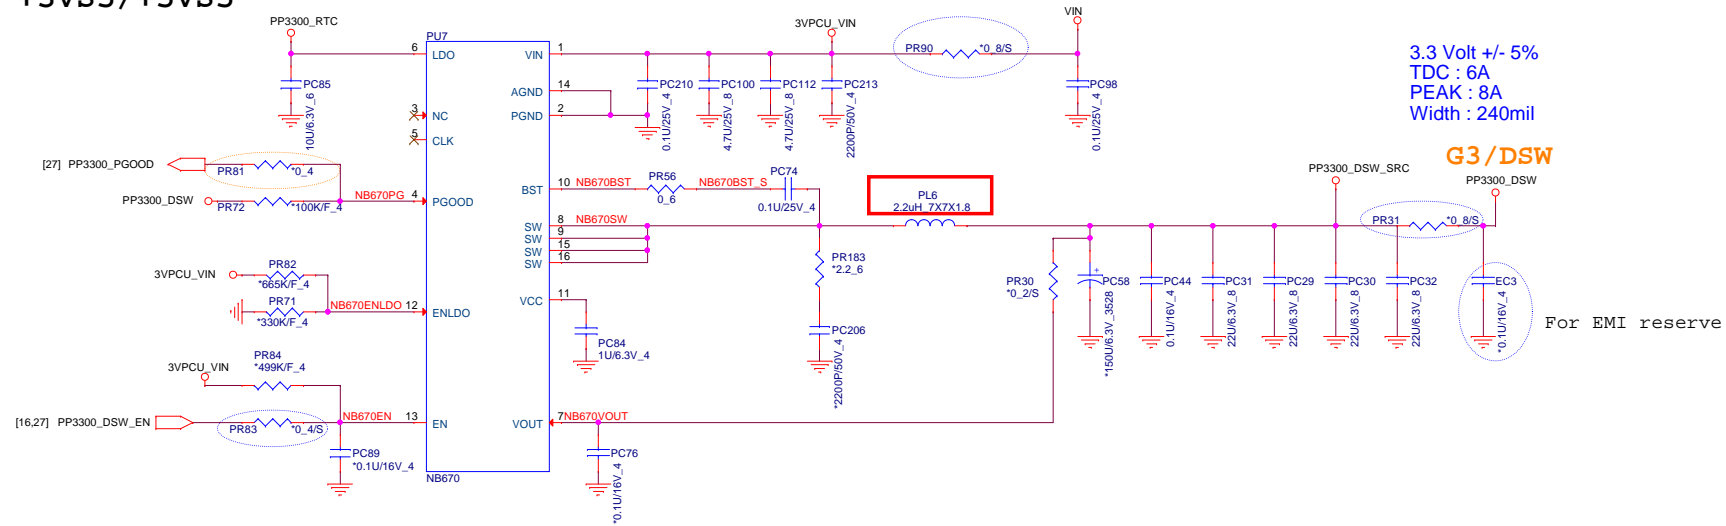 +3VS5/+5VS5
PP3300_RTC
PU7
6
LDO
PC85
10U/6.3V_6
3
NC
5
CLK
[27] PP3300_PGOOD
PR81
*0_4
PP3300_DSW
PR72
*100K/F_4
NB670PG
4
PGOOD
3VPCU_VIN
PR82
*665K/F_4
PR71
*330K/F_4
NB670ENLDO
12
ENLDO
3VPCU_VIN
PR84
*499K/F_4
[16,27] PP3300_DSW_EN
PR83
*0_4/S
NB670EN
13
EN
PC89
*0.1U/16V_4
NB670
VIN
1
AGND
14
PGND
2
BST
10
NB670BST
PR56
0_6
NB670BST_S
PC74
0.1U/25V_4
SW
8
NB670SW
SW
9
SW
15
SW
16
VCC
11
PC84
1U/6.3V_4
VOUT
7
NB670VOUT
PC76
*0.1U/16V_4
3VPCU_VIN
PC210
0.1U/25V_4
PC100
4.7U/25V_8
PC112
4.7U/25V_8
PC213
2200P/50V_4
PR90
*0_8/S
VIN
PC98
0.1U/25V_4
PL6
2.2uH_7X7X1.8
PR183
*2.2_6
PC206
*2200P/50V_4
PR30
*0_2/S
+
PC58
*150U/6.3V_3528
PC44
0.1U/16V_4
PC31
22U/6.3V_8
PC29
22U/6.3V_8
PC30
22U/6.3V_8
PC32
22U/6.3V_8
PP3300_DSW_SRC
PR31
*0_8/S
PP3300_DSW
EC3
*0.1U/16V_4
For EMI reserve
3.3 Volt +/- 5%
TDC : 6A
PEAK : 8A
Width : 240mil
G3/DSW